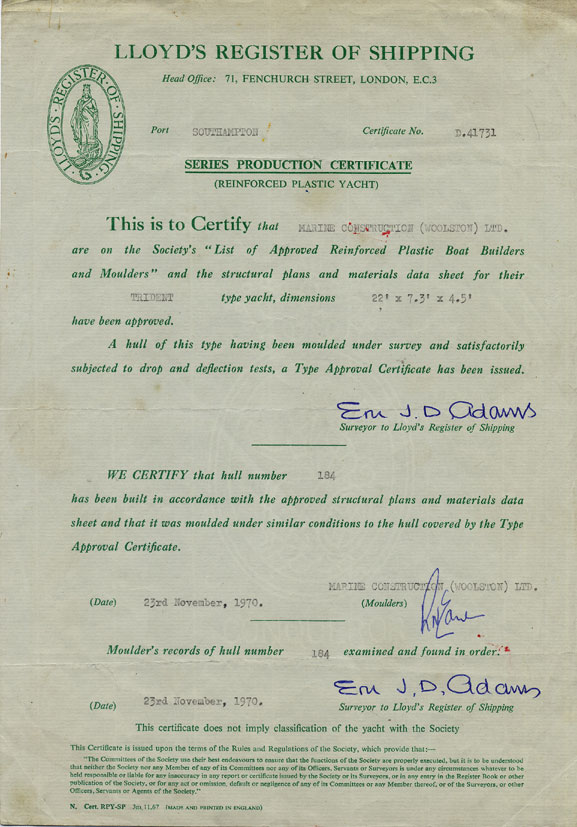 LLOYD'S REGISTER OF SHIPPING
Head Office: 71, FENCHURCH STREET, LONDON, E.C.3
LLOYD'S · REGISTER · OF · SHIPPING
Port SOUTHAMPTON Certificate No. D.41731
SERIES PRODUCTION CERTIFICATE
(REINFORCED PLASTIC YACHT)
This is to Certify that MARINE CONSTRUCTION (WOOLSTON) LTD.
are on the Society's "List of Approved Reinforced Plastic Boat Builders
and Moulders" and the structural plans and materials data sheet for their
TRIDENT type yacht, dimensions 22' x 7.3' x 4.5'
have been approved.
A hull of this type having been moulded under survey and satisfactorily
subjected to drop and deflection tests, a Type Approval Certificate has been issued.
J.D. Adams
Surveyor to Lloyd's Register of Shipping
WE CERTIFY that hull number 184
has been built in accordance with the approved structural plans and materials data
sheet and that it was moulded under similar conditions to the hull covered by the Type
Approval Certificate.
MARINE CONSTRUCTION (WOOLSTON) LTD.
(Date) 23rd November, 1970. (Moulders)
Moulder's records of hull number 184 examined and found in order.
J.D. Adams
(Date) 23rd November, 1970. Surveyor to Lloyd's Register of Shipping
This certificate does not imply classification of the yacht with the Society
This Certificate is issued upon the terms of the Rules and Regulations of the Society, which provide that:—
"The Committees of the Society use their best endeavours to ensure that the functions of the Society are properly executed, but it is to be understood
that neither the Society nor any Member of any of its Committees nor any of its Officers, Servants or Surveyors is under any circumstances whatever to be
held responsible or liable for any inaccuracy in any report or certificate issued by the Society or its Surveyors, or in any entry in the Register Book or other
publication of the Society, or for any act or omission, default or negligence of any of its Committees or any Member thereof, or of the Surveyors, or other
Officers, Servants or Agents of the Society."
N. Cert. RPY-SP (MADE AND PRINTED IN ENGLAND)